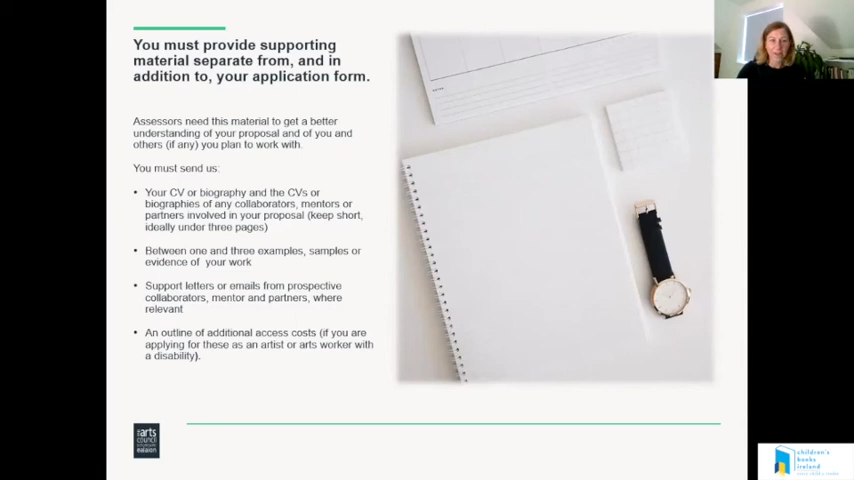 You must provide supporting
material separate from, and in
addition to, your application form.
Assessors need this material to get a better
understanding of your proposal and of you and
others (if any) you plan to work with.
You must send us:
• Your CV or biography and the CVs or
biographies of any collaborators, mentors or
partners involved in your proposal (keep short,
ideally under three pages)
• Between one and three examples, samples or
evidence of your work
• Support letters or emails from prospective
collaborators, mentor and partners, where
relevant
• An outline of additional access costs (if you are
applying for these as an artist or arts worker with
a disability).
arts
council
ealaíon
children's
books
ireland